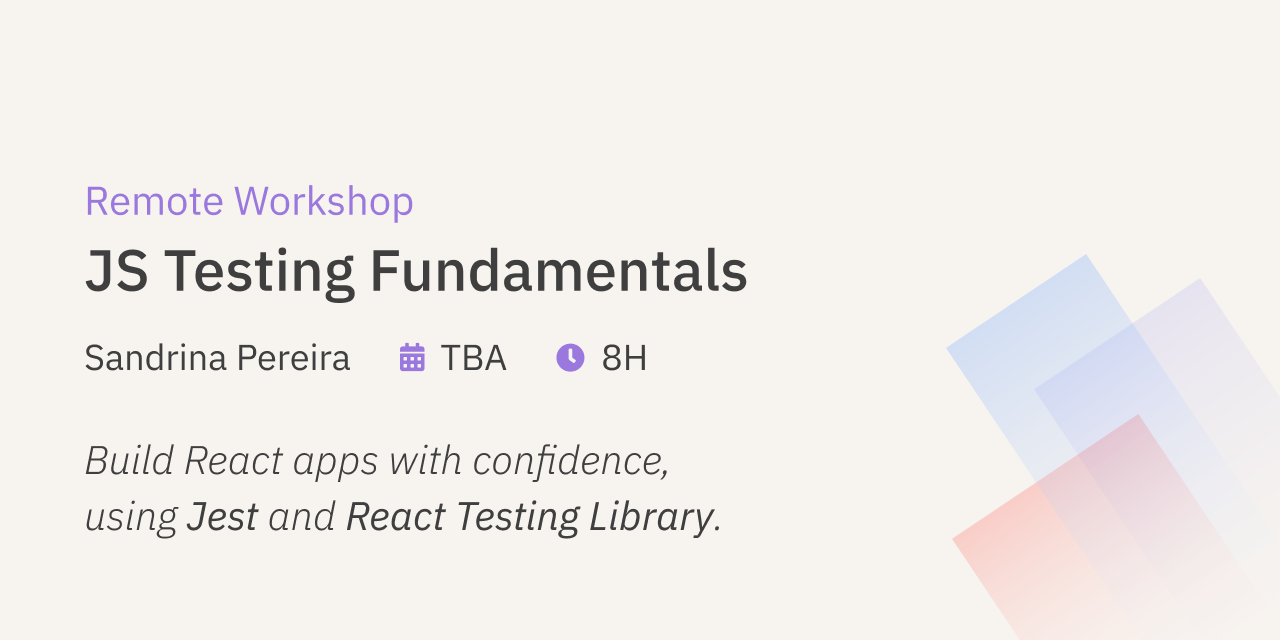 Remote Workshop
JS Testing Fundamentals
Sandrina Pereira TBA 8H
Build React apps with confidence,
using Jest and React Testing Library.